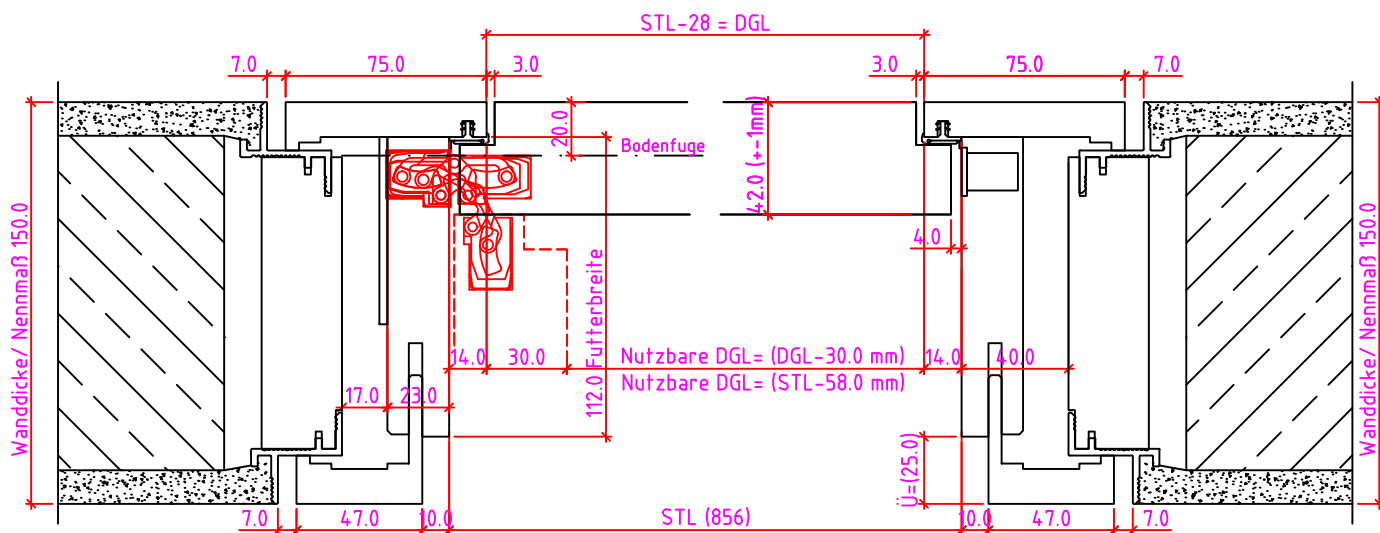 STL-28 = DGL
7.0
75.0
3.0
3.0
75.0
7.0
20.0
42.0 (+-1mm)
Bodenfuge
Wanddicke/ Nennmaß 150.0
Wanddicke/ Nennmaß 150.0
4.0
112.0 Futterbreite
14.0
30.0
Nutzbare DGL= (DGL-30.0 mm)
14.0
40.0
Nutzbare DGL= (STL-58.0 mm)
17.0
23.0
Ü=(25.0)
7.0
47.0
10.0
STL (856)
10.0
47.0
7.0